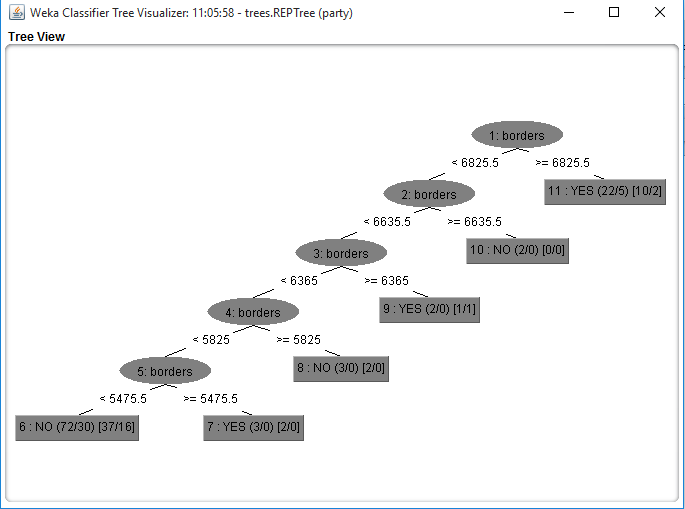 Weka Classifier Tree Visualizer: 11:05:58 - trees.REPTree (party)
Tree View
1: borders
< 6825.5 >= 6825.5
2: borders 11 : YES (22/5) [10/2]
< 6635.5 >= 6635.5
3: borders 10 : NO (2/0) [0/0]
< 6365 >= 6365
4: borders 9 : YES (2/0) [1/1]
< 5825 >= 5825
5: borders 8 : NO (3/0) [2/0]
< 5475.5 >= 5475.5
6 : NO (72/30) [37/16] 7 : YES (3/0) [2/0]